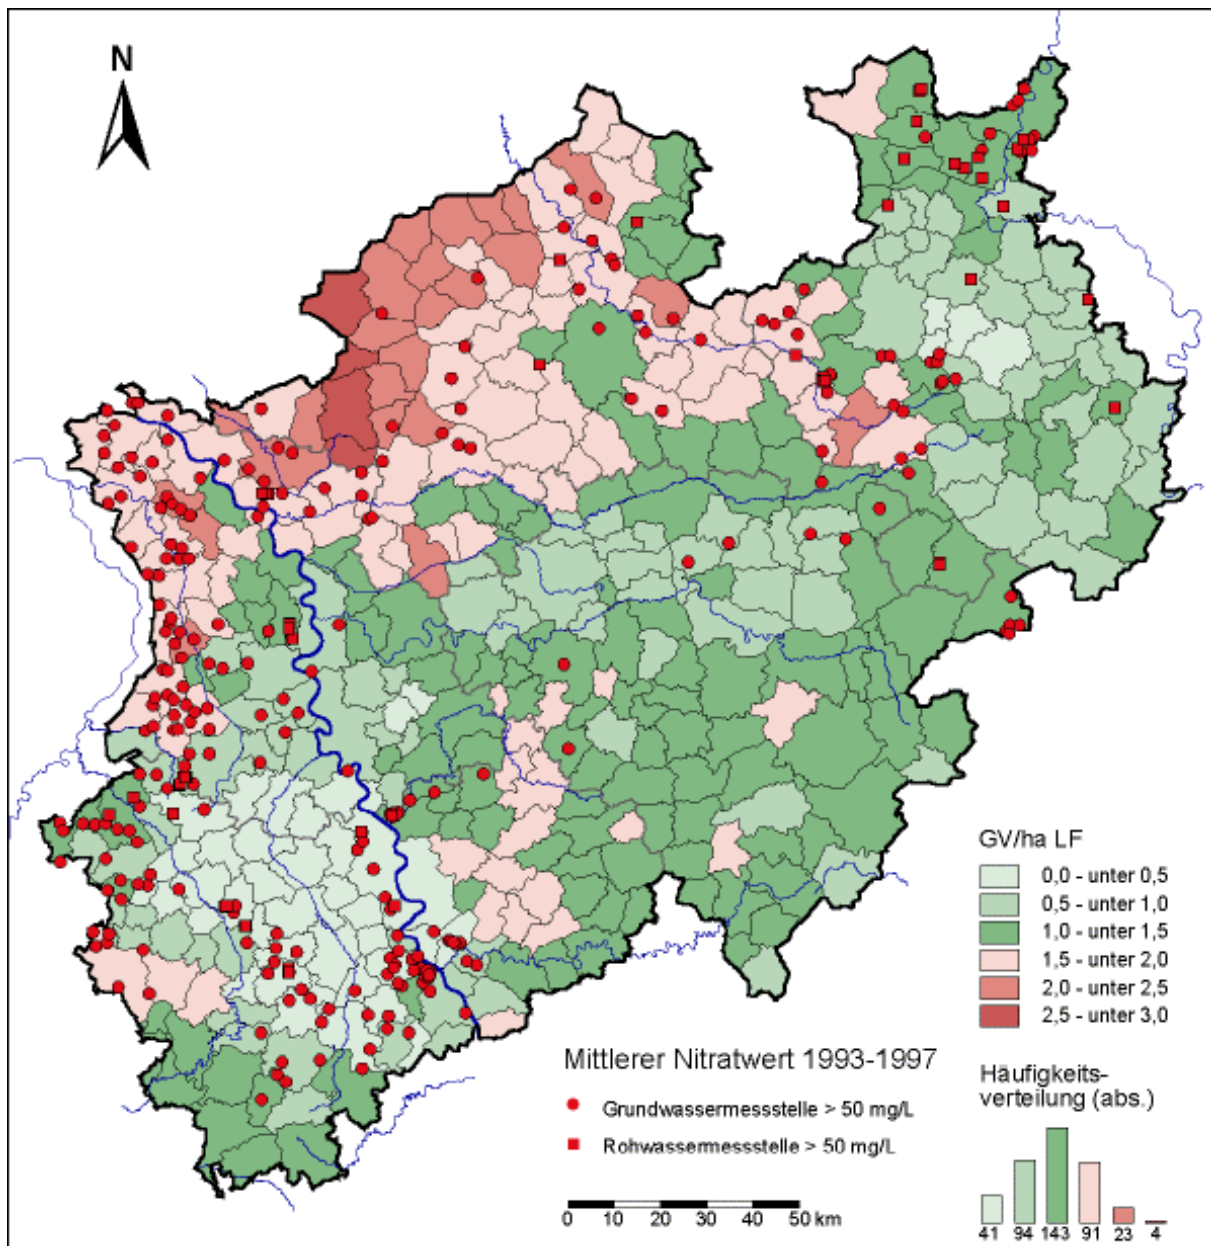 N
GV/ha LF
0,0 - unter 0,5
0,5 - unter 1,0
1,0 - unter 1,5
1,5 - unter 2,0
2,0 - unter 2,5
2,5 - unter 3,0
Mittlerer Nitratwert 1993-1997
Grundwassermessstelle > 50 mg/L
Rohwassermessstelle > 50 mg/L
0 10 20 30 40 50 km
Häufigkeits-
verteilung (abs.)
41 94 143 91 23 4